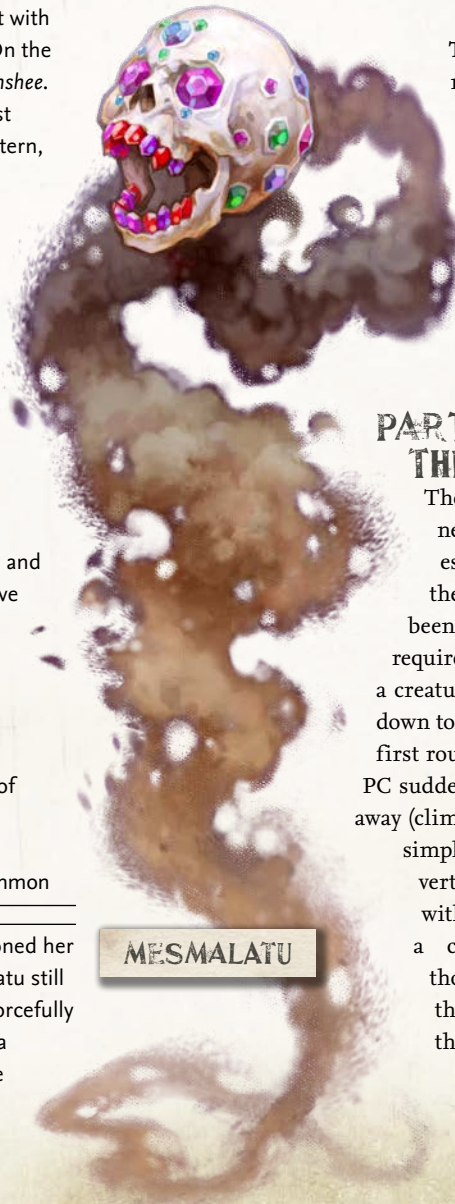 t with
On the
nshee.
st
tern,
and
ve
of
mmon
oned her
atu still
orcefully
a
e
MESMALATU
T
r
PART
THE
The
ne
es
the
been
require
a creatu
down to
first rou
PC sudde
away (clim
simpl
vert
with
a c
tho
th
th